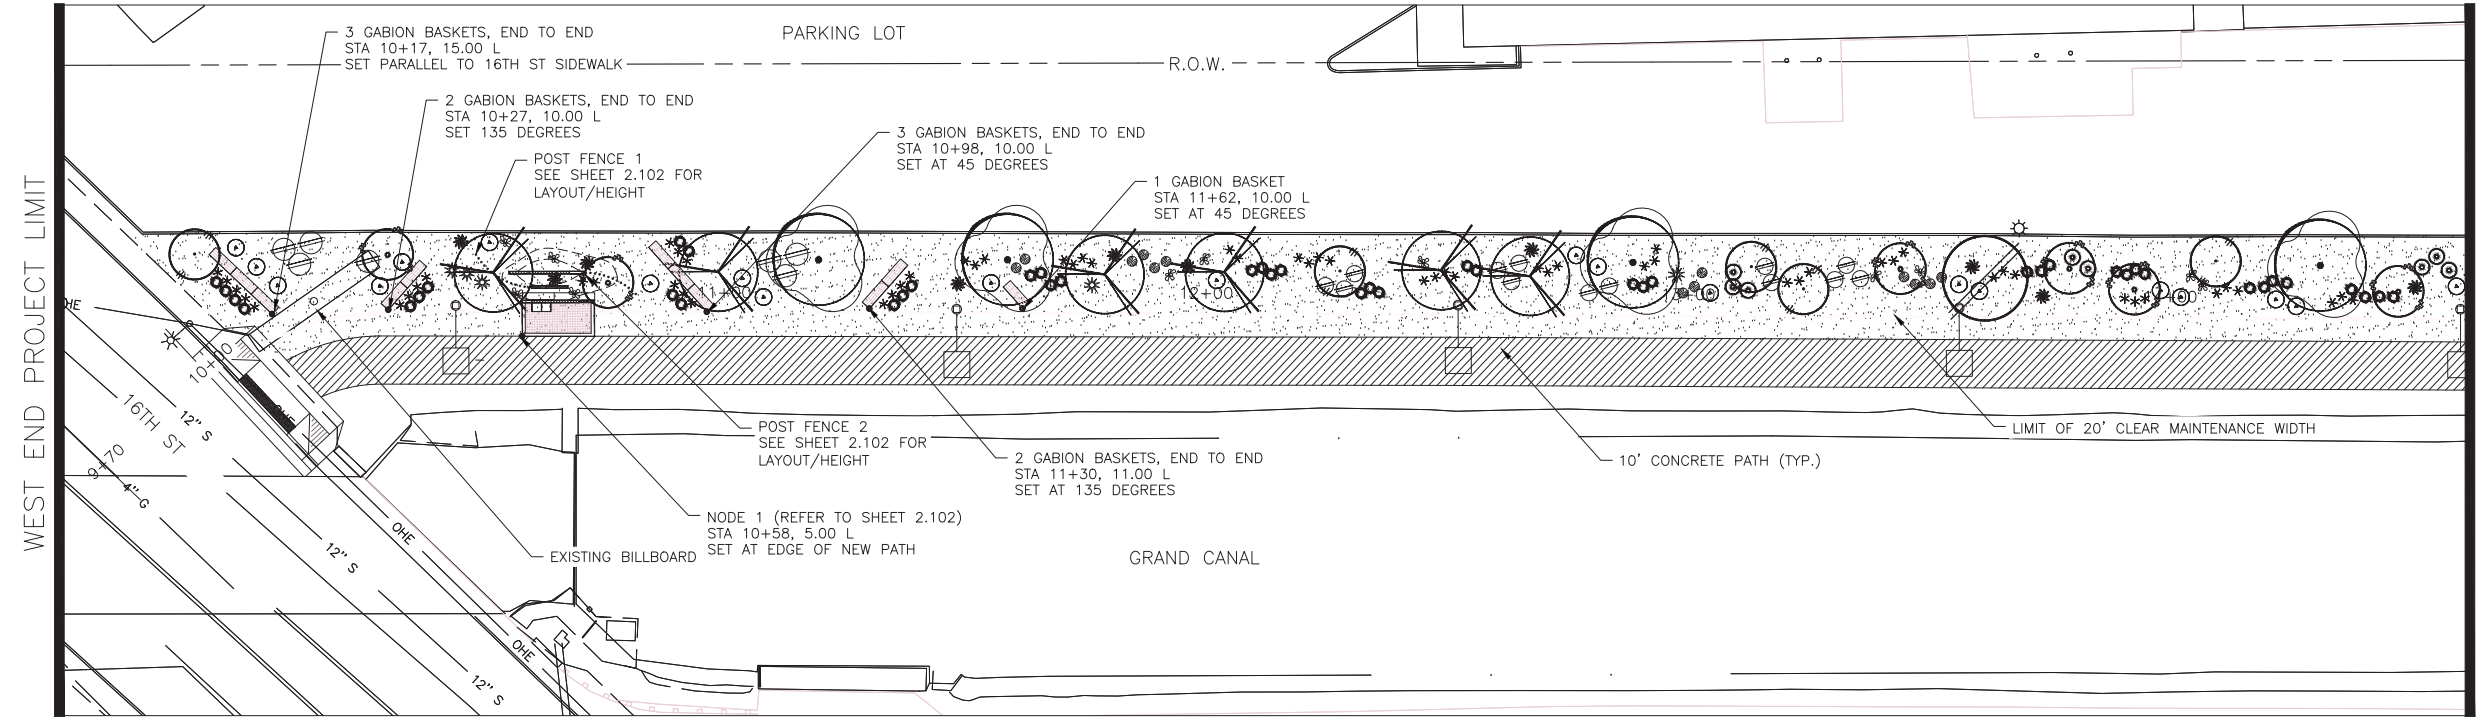 WEST END PROJECT LIMIT
3 GABION BASKETS, END TO END
STA 10+17, 15.00 L
SET PARALLEL TO 16TH ST SIDEWALK
PARKING LOT
R.O.W.
2 GABION BASKETS, END TO END
STA 10+27, 10.00 L
SET 135 DEGREES
POST FENCE 1
SEE SHEET 2.102 FOR
LAYOUT/HEIGHT
3 GABION BASKETS, END TO END
STA 10+98, 10.00 L
SET AT 45 DEGREES
1 GABION BASKET
STA 11+62, 10.00 L
SET AT 45 DEGREES
12+00
HE
OHE
16TH ST
12" S
9+70
4" G
OHE
12" S
OHE
12" S
POST FENCE 2
SEE SHEET 2.102 FOR
LAYOUT/HEIGHT
2 GABION BASKETS, END TO END
STA 11+30, 11.00 L
SET AT 135 DEGREES
LIMIT OF 20' CLEAR MAINTENANCE WIDTH
10' CONCRETE PATH (TYP.)
NODE 1 (REFER TO SHEET 2.102)
STA 10+58, 5.00 L
SET AT EDGE OF NEW PATH
EXISTING BILLBOARD
GRAND CANAL